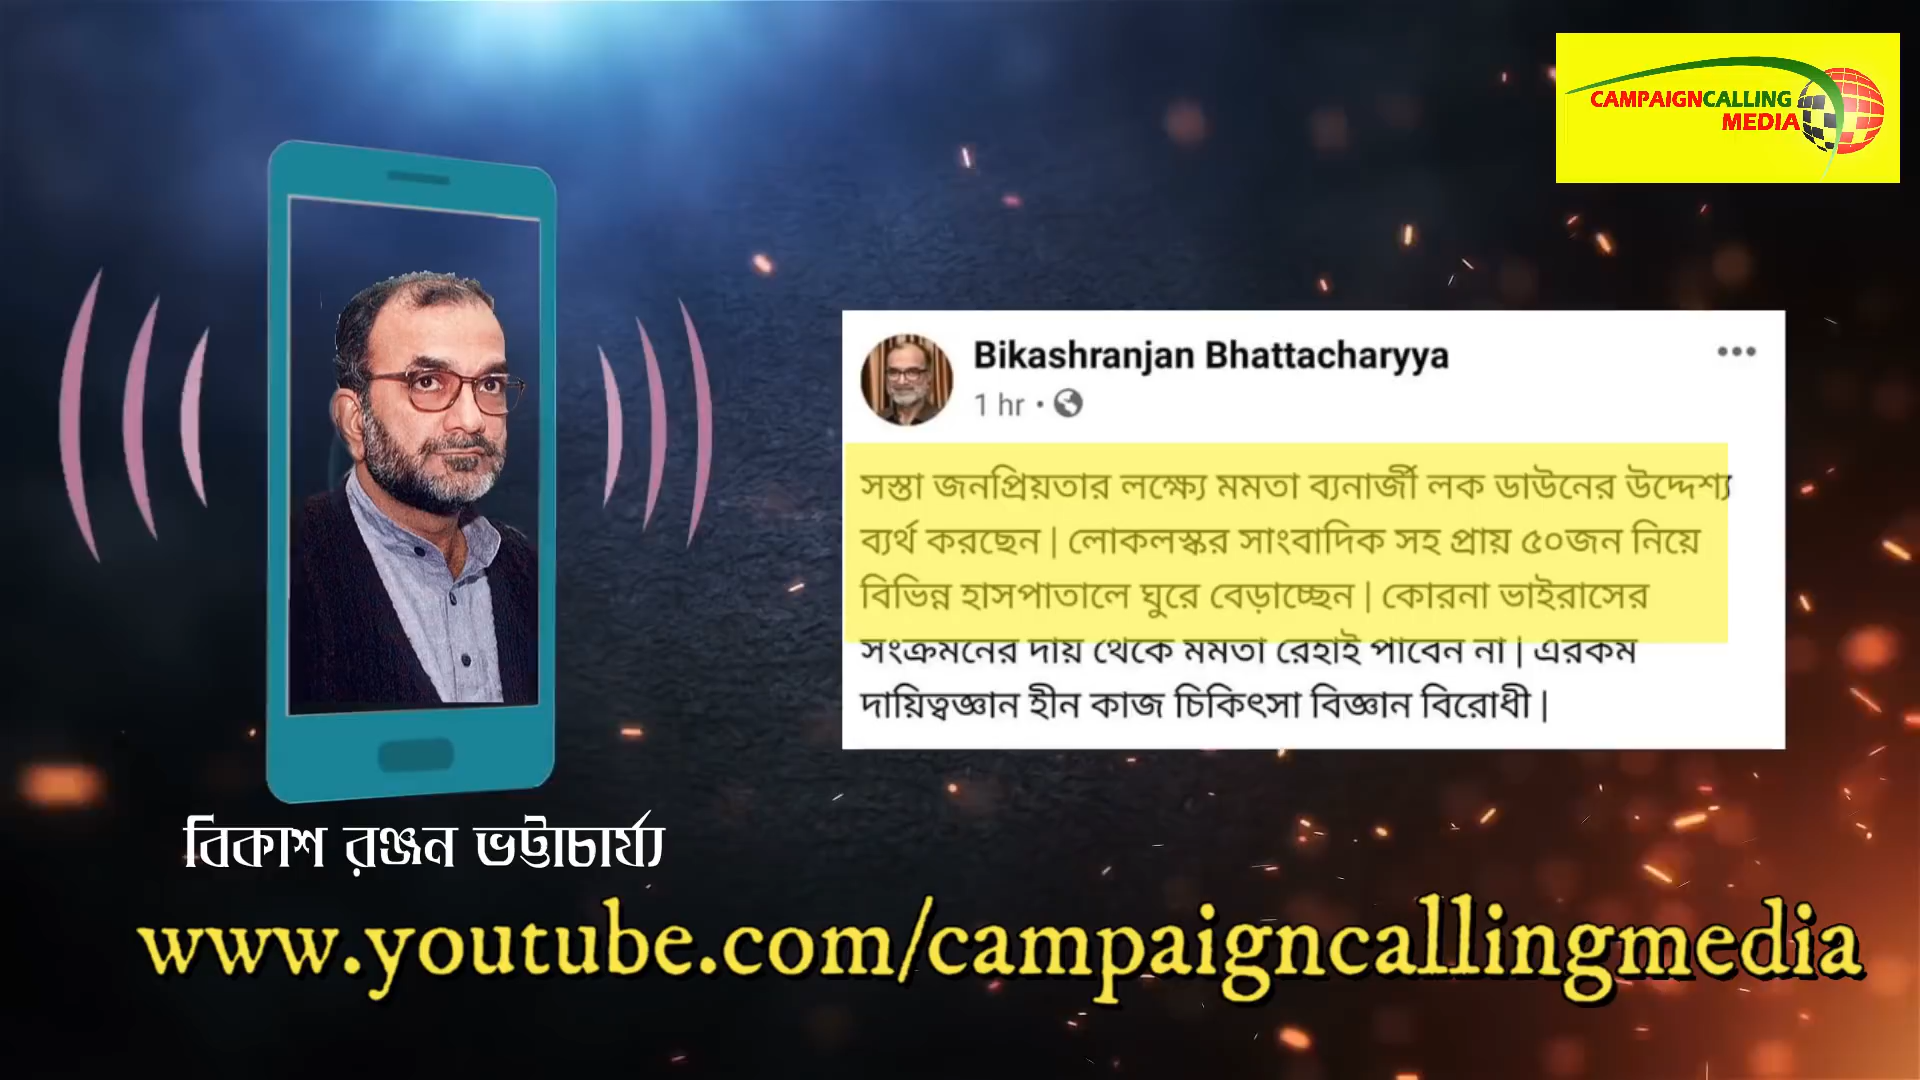 CAMPAIGNCALLING
MEDIA
Bikashranjan Bhattacharyya
1 hr
সস্তা জনপ্রিয়তার লক্ষ্যে মমতা ব্যনার্জী লক ডাউনের উদ্দেশ্য
ব্যর্থ করছেন | লোকলস্কর সাংবাদিক সহ প্রায় ৫০জন নিয়ে
বিভিন্ন হাসপাতালে ঘুরে বেড়াচ্ছেন | কোরনা ভাইরাসের
সংক্রমনের দায় থেকে মমতা রেহাই পাবেন না | এরকম
দায়িত্বজ্ঞান হীন কাজ চিকিৎসা বিজ্ঞান বিরোধী |
বিকাশ রঞ্জন ভট্টাচার্য্য
www.youtube.com/campaigncallingmedia